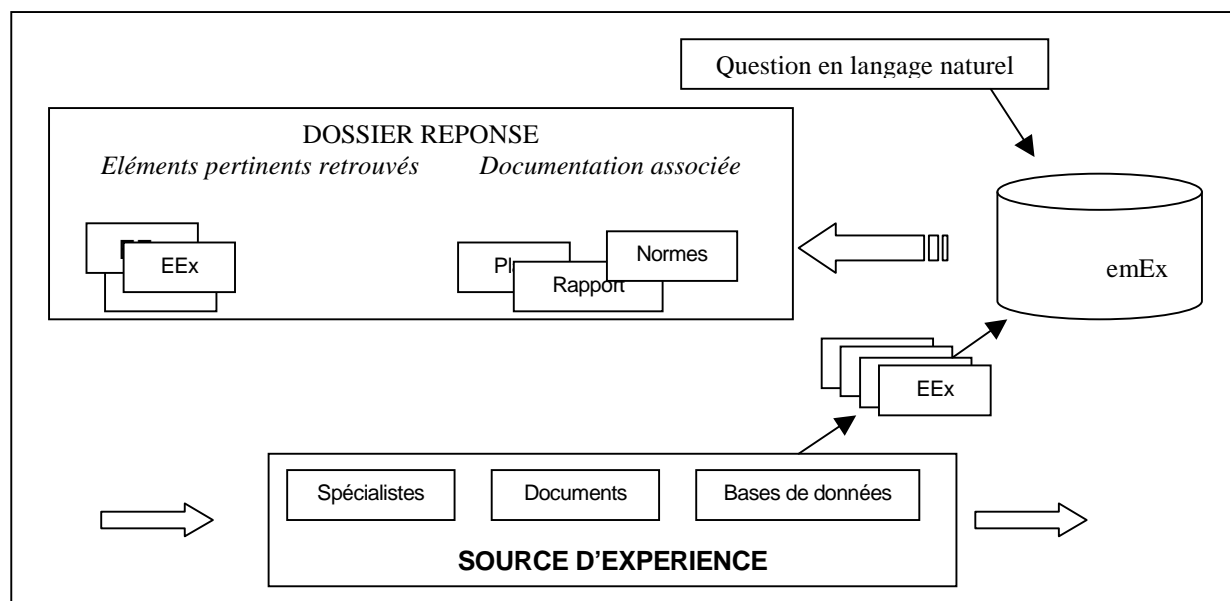 Question en langage naturel
DOSSIER REPONSE
Eléments pertinents retrouvés Documentation associée
EEx
Normes
Rapport
emEx
EEx
Spécialistes Documents Bases de données
SOURCE D'EXPERIENCE